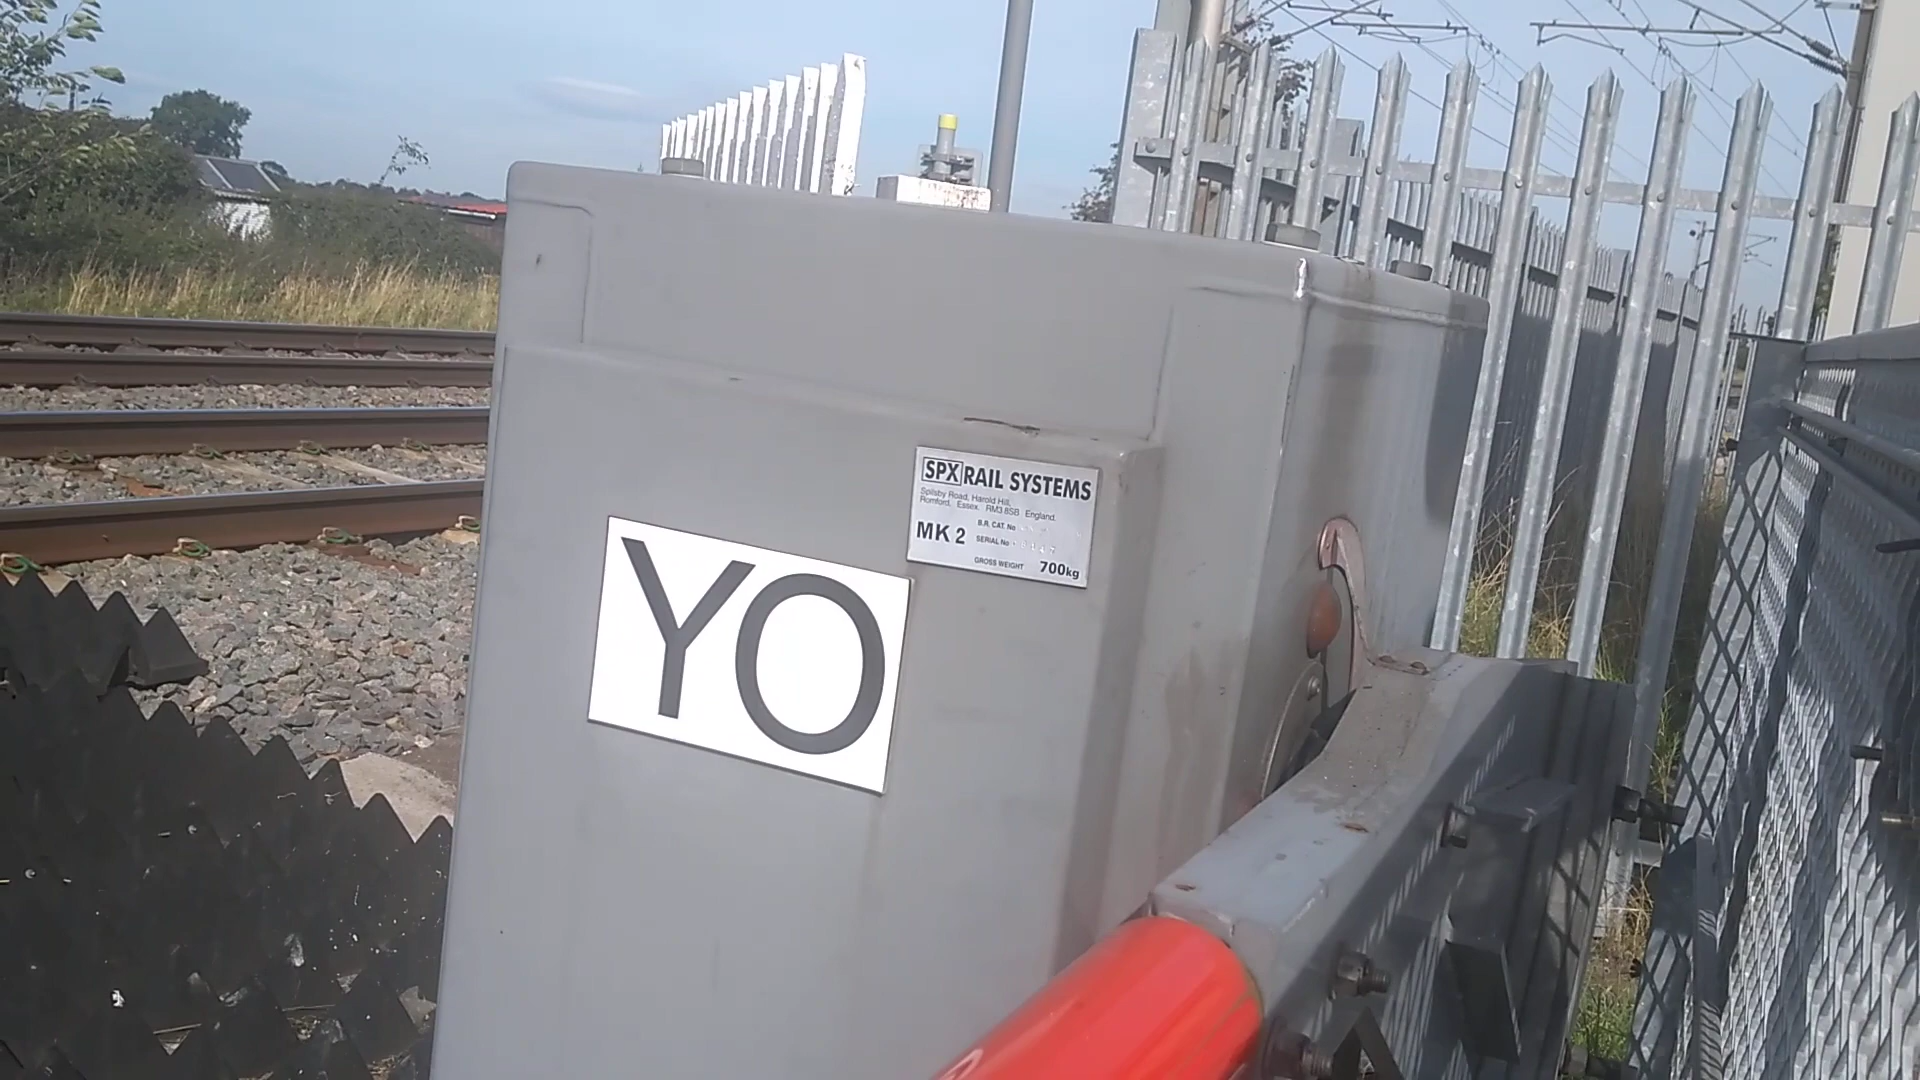 SPX RAIL SYSTEMS
Spilsby Road, Harold Hill,
Romford, Essex. RM3 8SB England.
MK 2
B.R. CAT. No
SERIAL No
GROSS WEIGHT 700kg
YO